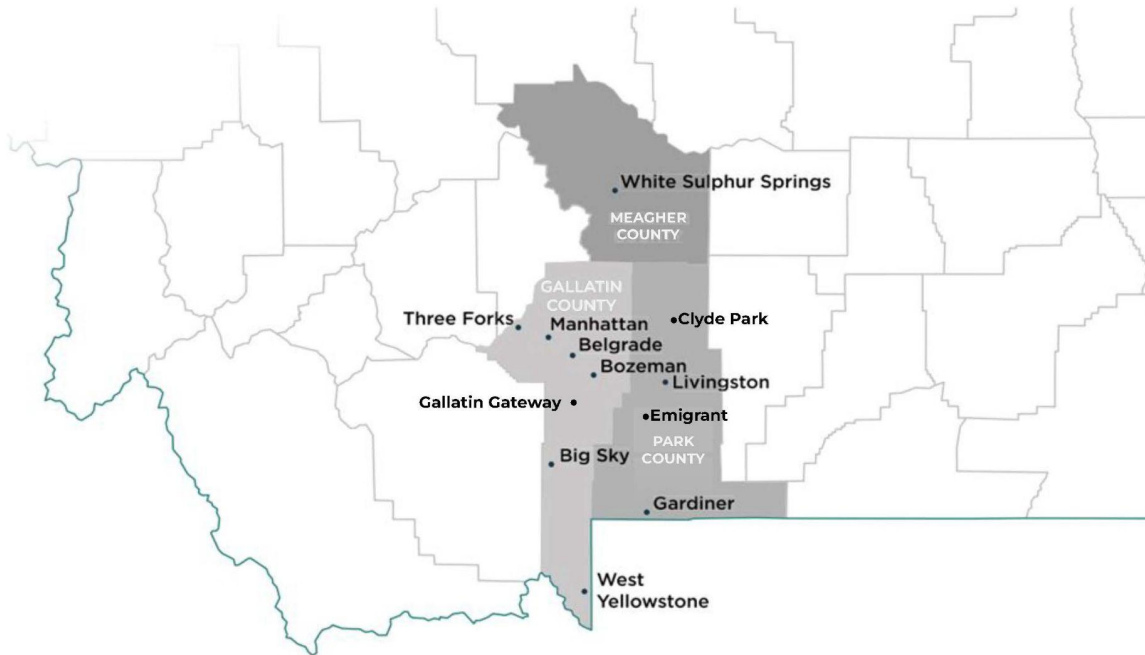 White Sulphur Springs
MEAGHER
COUNTY
GALLATIN
COUNTY
Three Forks
Manhattan
Clyde Park
Belgrade
Bozeman
Livingston
Gallatin Gateway
Emigrant
PARK
COUNTY
Big Sky
Gardiner
West
Yellowstone